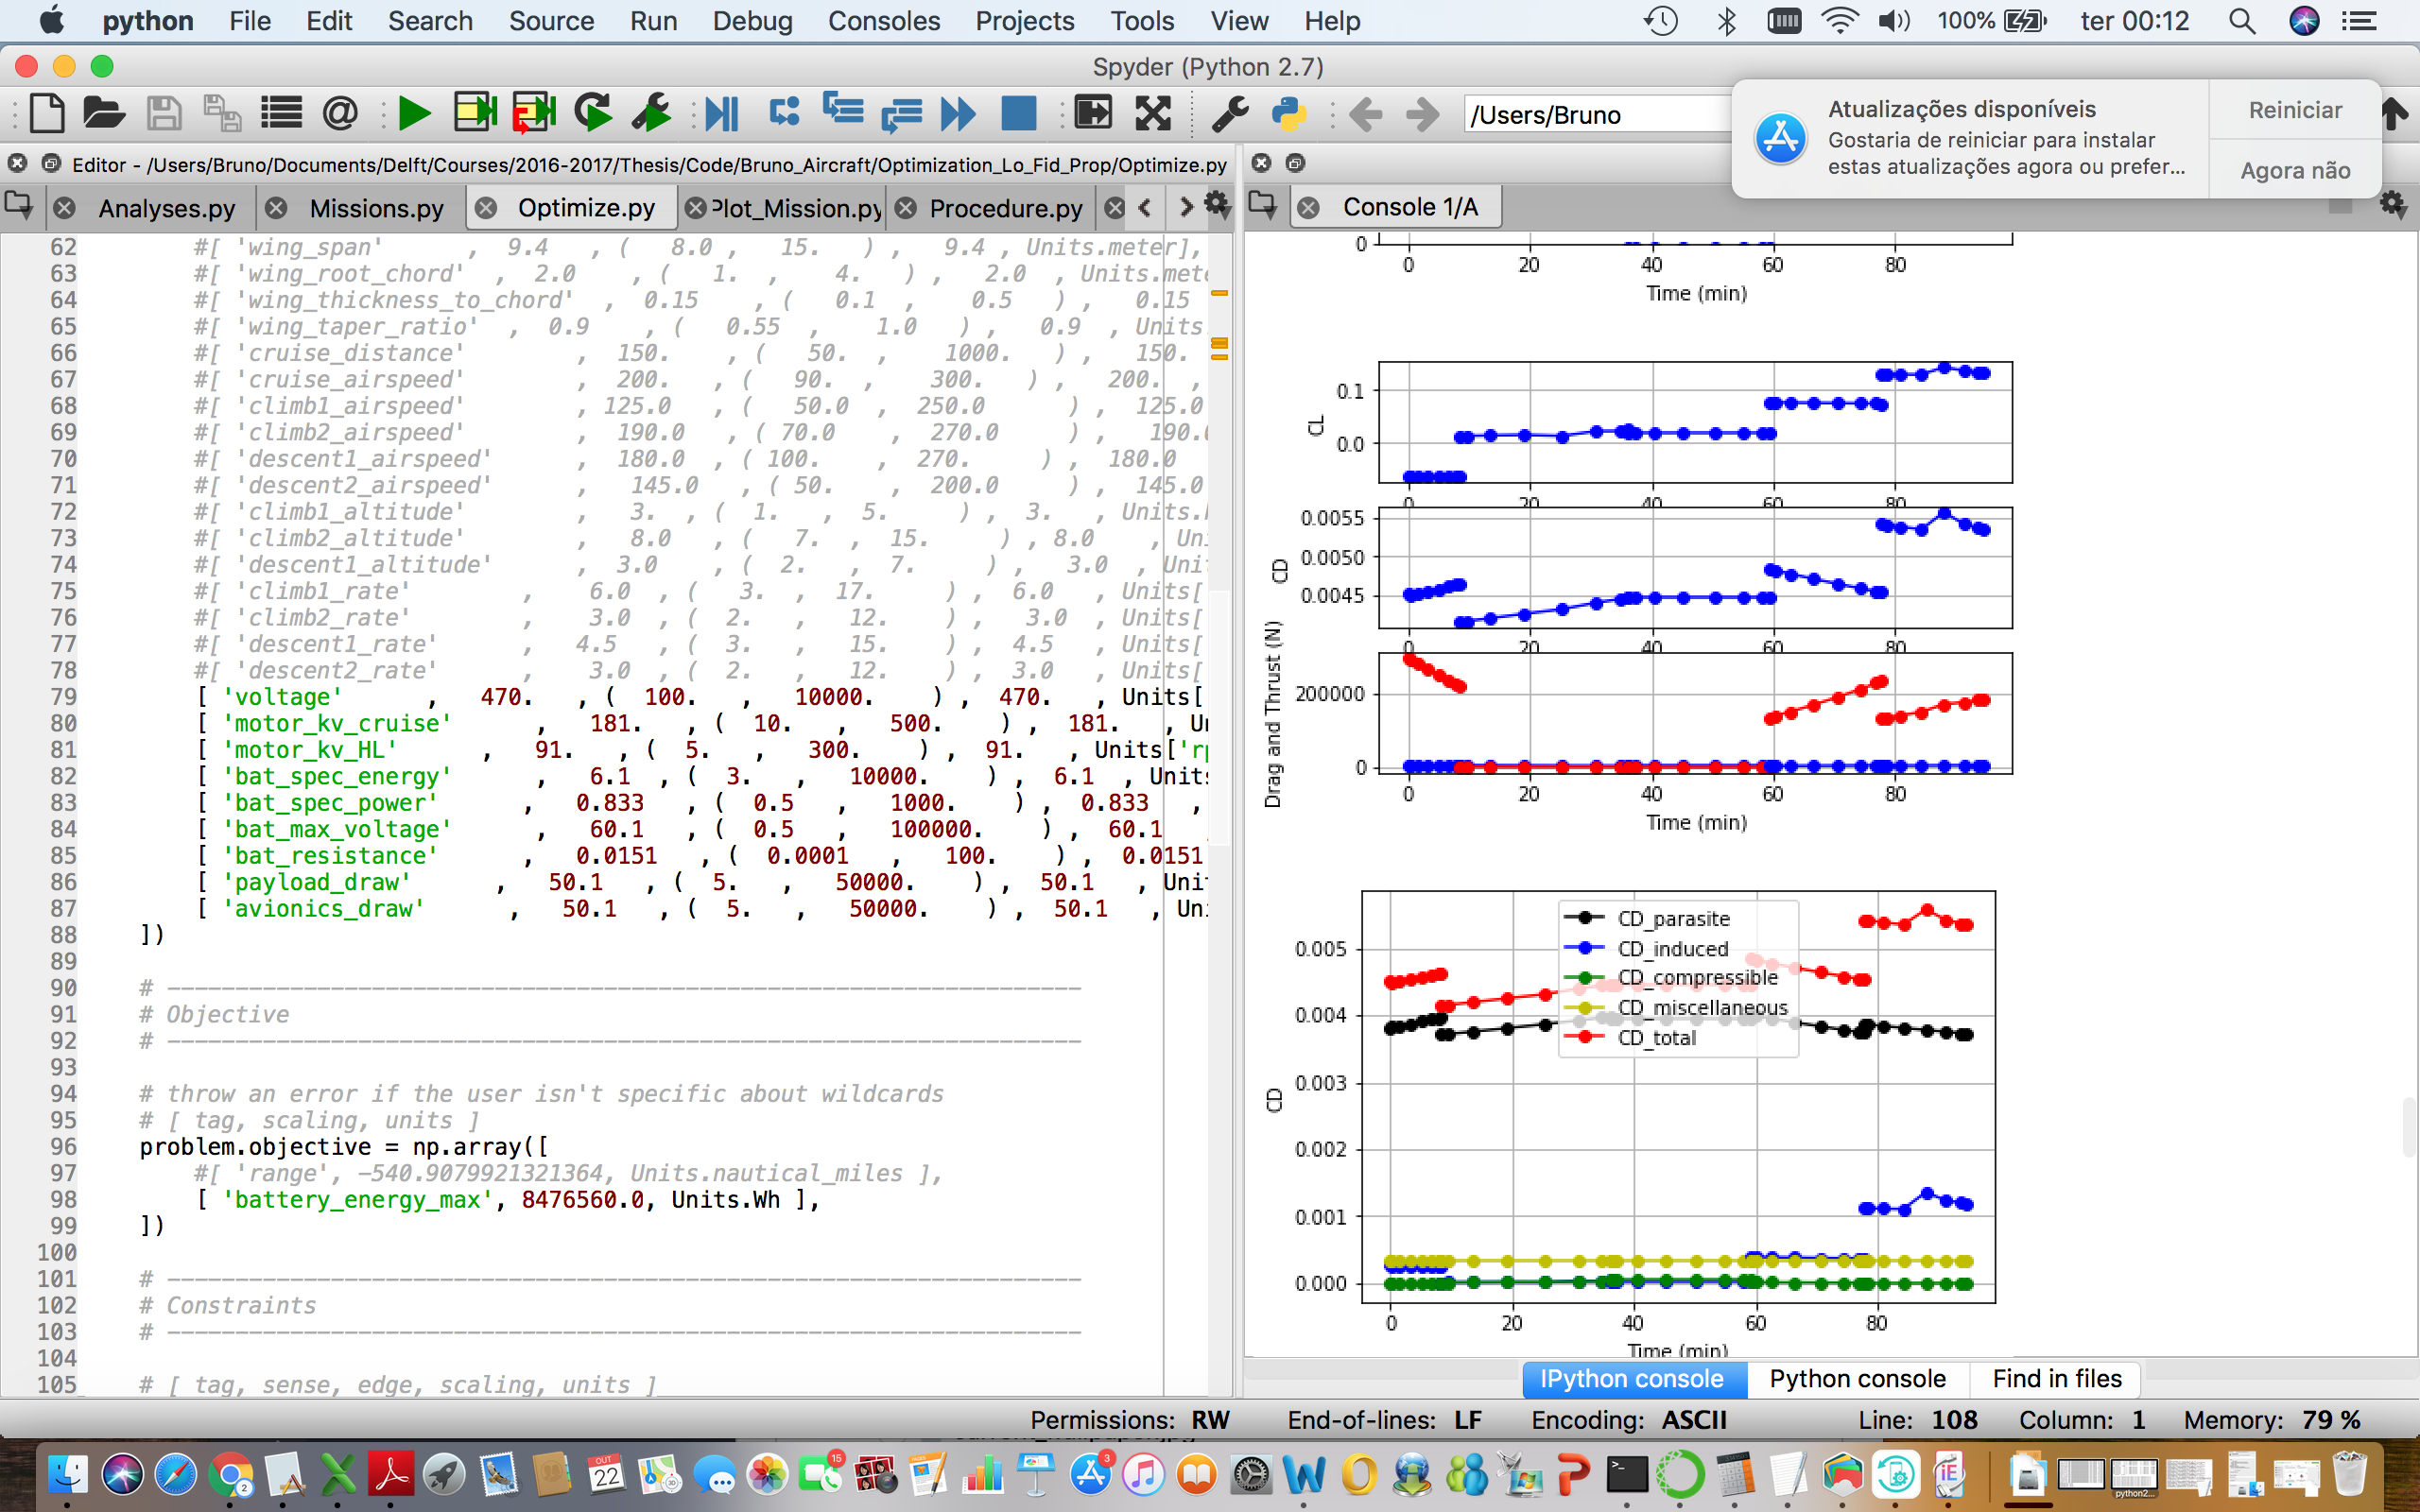 python File Edit Search Source Run Debug Consoles Projects Tools View Help 100% ter 00:12
Spyder (Python 2.7)
/Users/Bruno
Atualizações disponíveis
Gostaria de reiniciar para instalar
estas atualizações agora ou prefer...
Reiniciar
Agora não
Editor - /Users/Bruno/Documents/Delft/Courses/2016-2017/Thesis/Code/Bruno_Aircraft/Optimization_Lo_Fid_Prop/Optimize.py
Analyses.py Missions.py Optimize.py Plot_Mission.py Procedure.py
Console 1/A
62 #[ 'wing_span' , 9.4 , ( 8.0 , 15. ) , 9.4 , Units.meter],
63 #[ 'wing_root_chord' , 2.0 , ( 1. , 4. ) , 2.0 , Units.mete
64 #[ 'wing_thickness_to_chord' , 0.15 , ( 0.1 , 0.5 ) , 0.15
65 #[ 'wing_taper_ratio' , 0.9 , ( 0.55 , 1.0 ) , 0.9 , Units.
66 #[ 'cruise_distance' , 150. , ( 50. , 1000. ) , 150.
67 #[ 'cruise_airspeed' , 200. , ( 90. , 300. ) , 200. ,
68 #[ 'climb1_airspeed' , 125.0 , ( 50.0 , 250.0 ) , 125.0
69 #[ 'climb2_airspeed' , 190.0 , ( 70.0 , 270.0 ) , 190.0
70 #[ 'descent1_airspeed' , 180.0 , ( 100. , 270. ) , 180.0
71 #[ 'descent2_airspeed' , 145.0 , ( 50. , 200.0 ) , 145.0
72 #[ 'climb1_altitude' , 3. , ( 1. , 5. ) , 3. , Units.
73 #[ 'climb2_altitude' , 8.0 , ( 7. , 15. ) , 8.0 , Un
74 #[ 'descent1_altitude' , 3.0 , ( 2. , 7. ) , 3.0 , Uni
75 #[ 'climb1_rate' , 6.0 , ( 3. , 17. ) , 6.0 , Units[
76 #[ 'climb2_rate' , 3.0 , ( 2. , 12. ) , 3.0 , Units[
77 #[ 'descent1_rate' , 4.5 , ( 3. , 15. ) , 4.5 , Units[
78 #[ 'descent2_rate' , 3.0 , ( 2. , 12. ) , 3.0 , Units[
79 [ 'voltage' , 470. , ( 100. , 10000. ) , 470. , Units[
80 [ 'motor_kv_cruise' , 181. , ( 10. , 500. ) , 181. , Un
81 [ 'motor_kv_HL' , 91. , ( 5. , 300. ) , 91. , Units['rp
82 [ 'bat_spec_energy' , 6.1 , ( 3. , 10000. ) , 6.1 , Units
83 [ 'bat_spec_power' , 0.833 , ( 0.5 , 1000. ) , 0.833 ,
84 [ 'bat_max_voltage' , 60.1 , ( 0.5 , 100000. ) , 60.1
85 [ 'bat_resistance' , 0.0151 , ( 0.0001 , 100. ) , 0.0151
86 [ 'payload_draw' , 50.1 , ( 5. , 50000. ) , 50.1 , Uni
87 [ 'avionics_draw' , 50.1 , ( 5. , 50000. ) , 50.1 , Un
88 ])
89
90 # ------------------------------------------------------------
91 # Objective
92 # ------------------------------------------------------------
93
94 # throw an error if the user isn't specific about wildcards
95 # [ tag, scaling, units ]
96 problem.objective = np.array([
97 #[ 'range', -540.9079921321364, Units.nautical_miles ],
98 [ 'battery_energy_max', 8476560.0, Units.Wh ],
99 ])
100
101 # ------------------------------------------------------------
102 # Constraints
103 # ------------------------------------------------------------
104
105 # [ tag, sense, edge, scaling, units ]
0
0 20 40 60 80
Time (min)
CL
0.1
0.0
0 20 40 60 80
CD
0.0055
0.0050
0.0045
0 20 40 60 80
Drag and Thrust (N)
200000
0
0 20 40 60 80
Time (min)
CD_parasite
CD_induced
CD_compressible
CD_miscellaneous
CD_total
CD
0.005
0.004
0.003
0.002
0.001
0.000
0 20 40 60 80
Time (min)
IPython console Python console Find in files
Permissions: RW End-of-lines: LF Encoding: ASCII Line: 108 Column: 1 Memory: 79 %
2
OCT
22
15
3
python2...